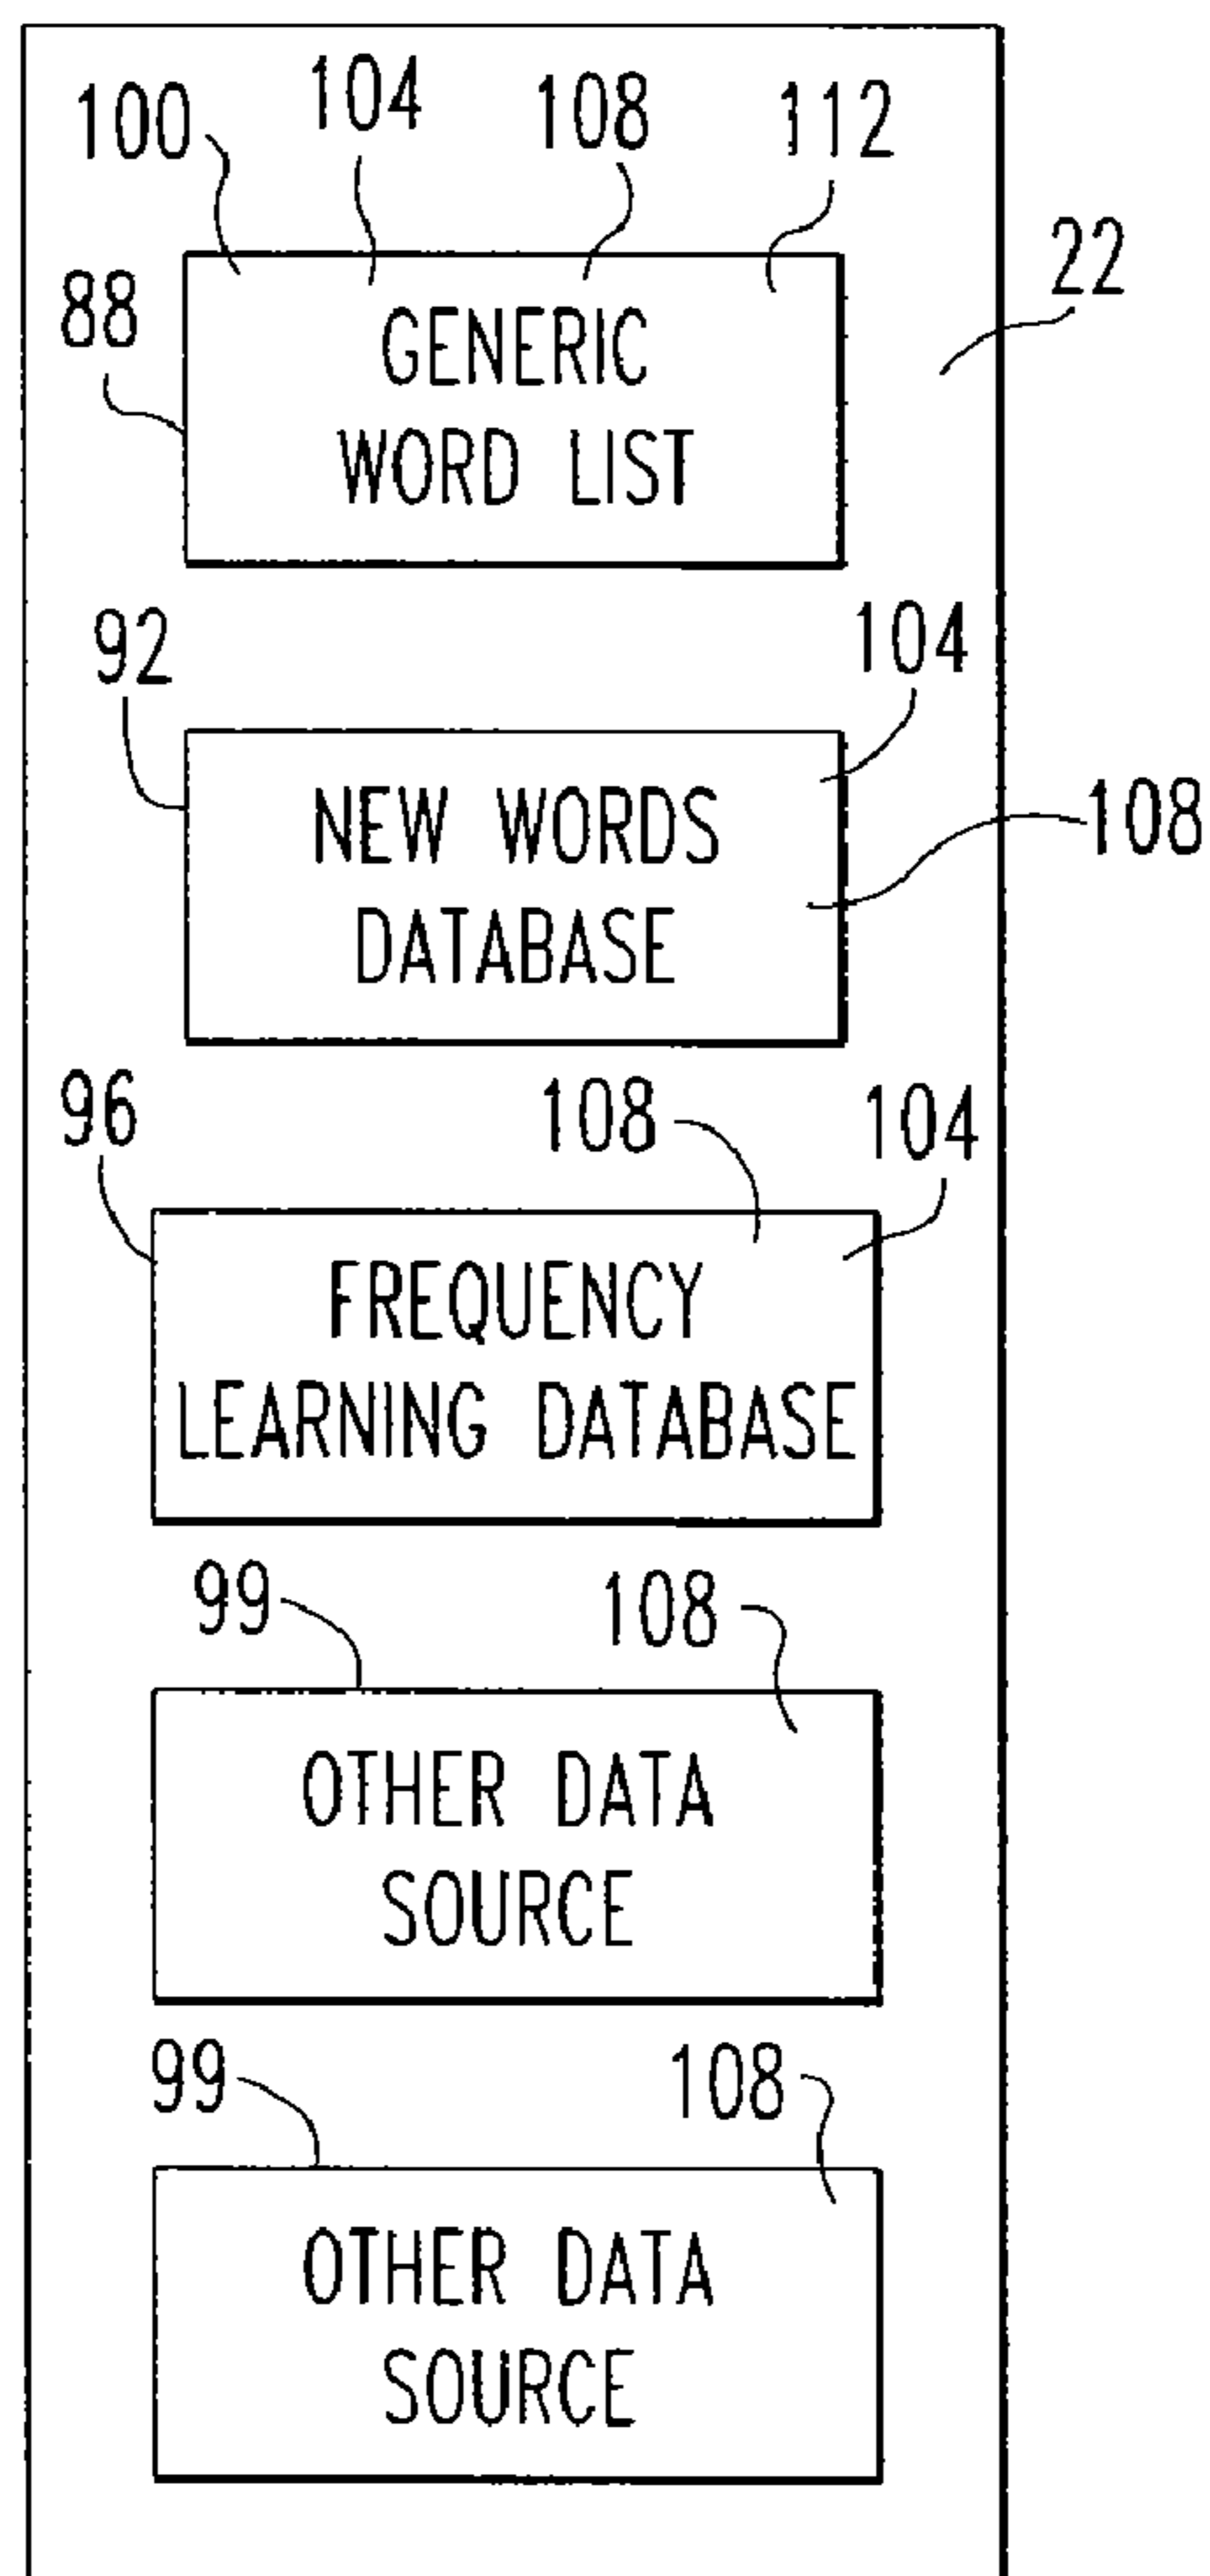 100 104 108 112
88
22
GENERIC
WORD LIST
92
104
108
NEW WORDS
DATABASE
96
108
104
FREQUENCY
LEARNING DATABASE
99
108
OTHER DATA
SOURCE
99
108
OTHER DATA
SOURCE